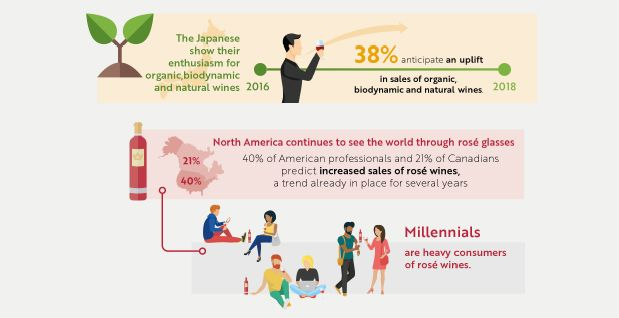 The Japanese
show their
enthusiasm for
organic,biodynamic
and natural wines
2016
38% anticipate an uplift
in sales of organic,
biodynamic and natural wines.
2018
North America continues to see the world through rosé glasses
21%
40%
40% of American professionals and 21% of Canadians
predict increased sales of rosé wines,
a trend already in place for several years
Millennials
are heavy consumers
of rosé wines.